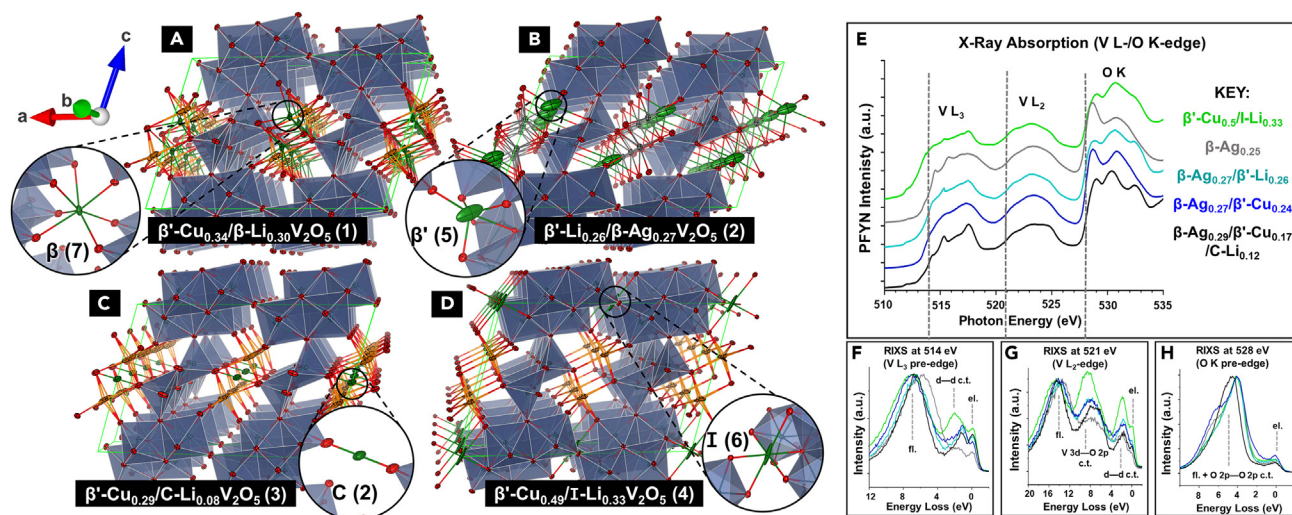 c
b
a
A
β (7)
β'-Cu0.34/β-Li0.30V2O5 (1)
B
β' (5)
β'-Li0.26/β-Ag0.27V2O5 (2)
C
C (2)
β'-Cu0.29/C-Li0.08V2O5 (3)
D
I (6)
β'-Cu0.49/I-Li0.33V2O5 (4)
E
X-Ray Absorption (V L-/O K-edge)
PFYN Intenisty (a.u.)
V L3
V L2
O K
510 515 520 525 530 535
Photon Energy (eV)
KEY:
β'-Cu0.5/I-Li0.33
β-Ag0.25
β-Ag0.27/β'-Li0.26
β-Ag0.27/β'-Cu0.24
β-Ag0.29/β'-Cu0.17
/C-Li0.12
F
RIXS at 514 eV
(V L3 pre-edge)
Intensity (a.u.)
d—d c.t.
el.
fl.
12 8 4 0
Energy Loss (eV)
G
RIXS at 521 eV
(V L2-edge)
Intensity (a.u.)
el.
fl.
V 3d—O 2p
c.t.
d—d c.t.
20 16 12 8 4 0
Energy Loss (eV)
H
RIXS at 528 eV
(O K pre-edge)
Intensity (a.u.)
el.
fl. + O 2p—O 2p c.t.
8 4 0
Energy Loss (eV)